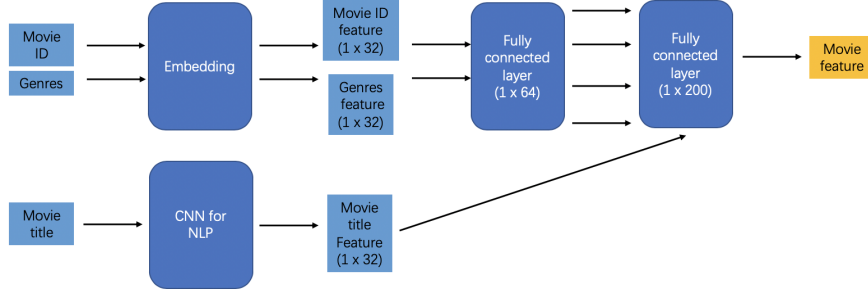 Movie
ID
Genres
Embedding
Movie ID
feature
(1 x 32)
Genres
feature
(1 x 32)
Fully
connected
layer
(1 x 64)
Fully
connected
layer
(1 x 200)
Movie
feature
Movie
title
CNN for
NLP
Movie
title
Feature
(1 x 32)